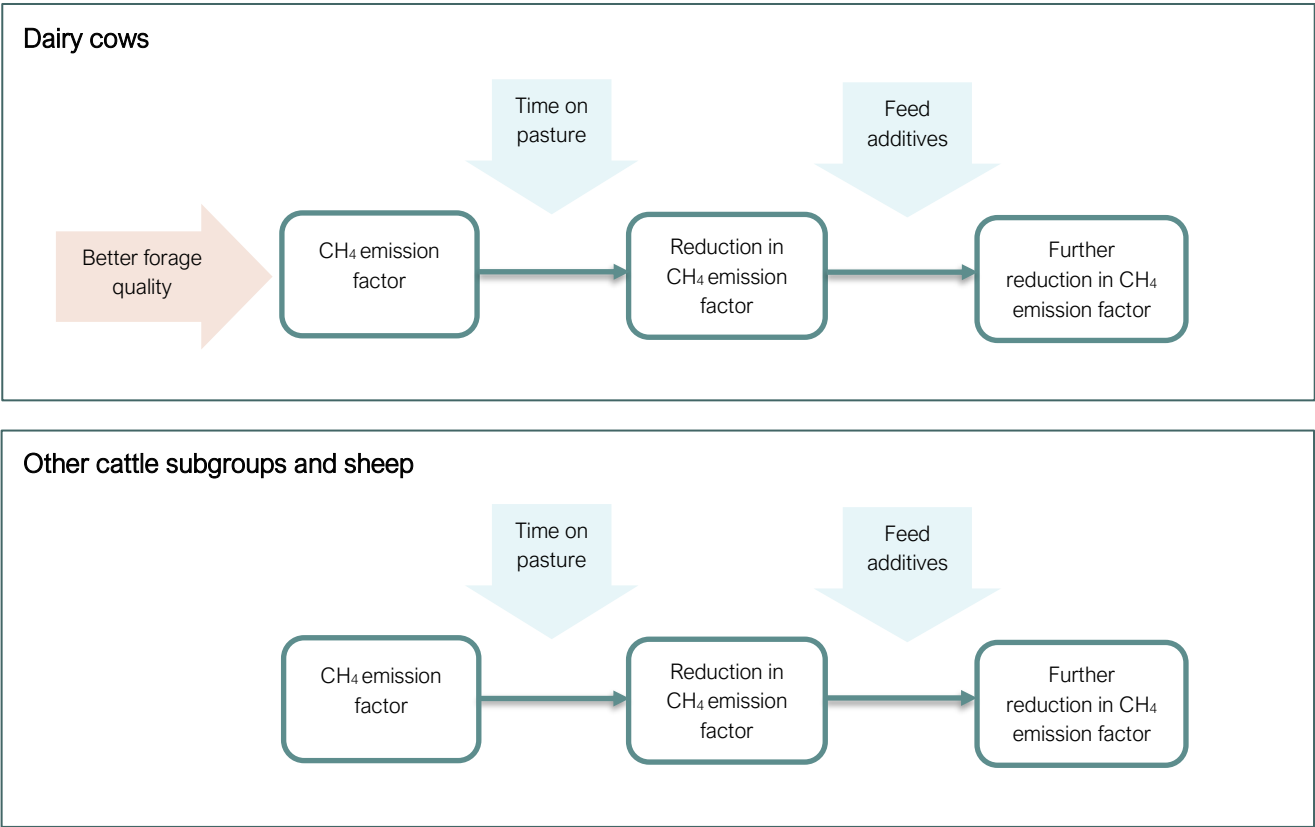 Dairy cows
Time on
pasture
Feed
additives
Better forage
quality
CH₄ emission
factor
Reduction in
CH₄ emission
factor
Further
reduction in CH₄
emission factor
Other cattle subgroups and sheep
Time on
pasture
Feed
additives
CH₄ emission
factor
Reduction in
CH₄ emission
factor
Further
reduction in CH₄
emission factor